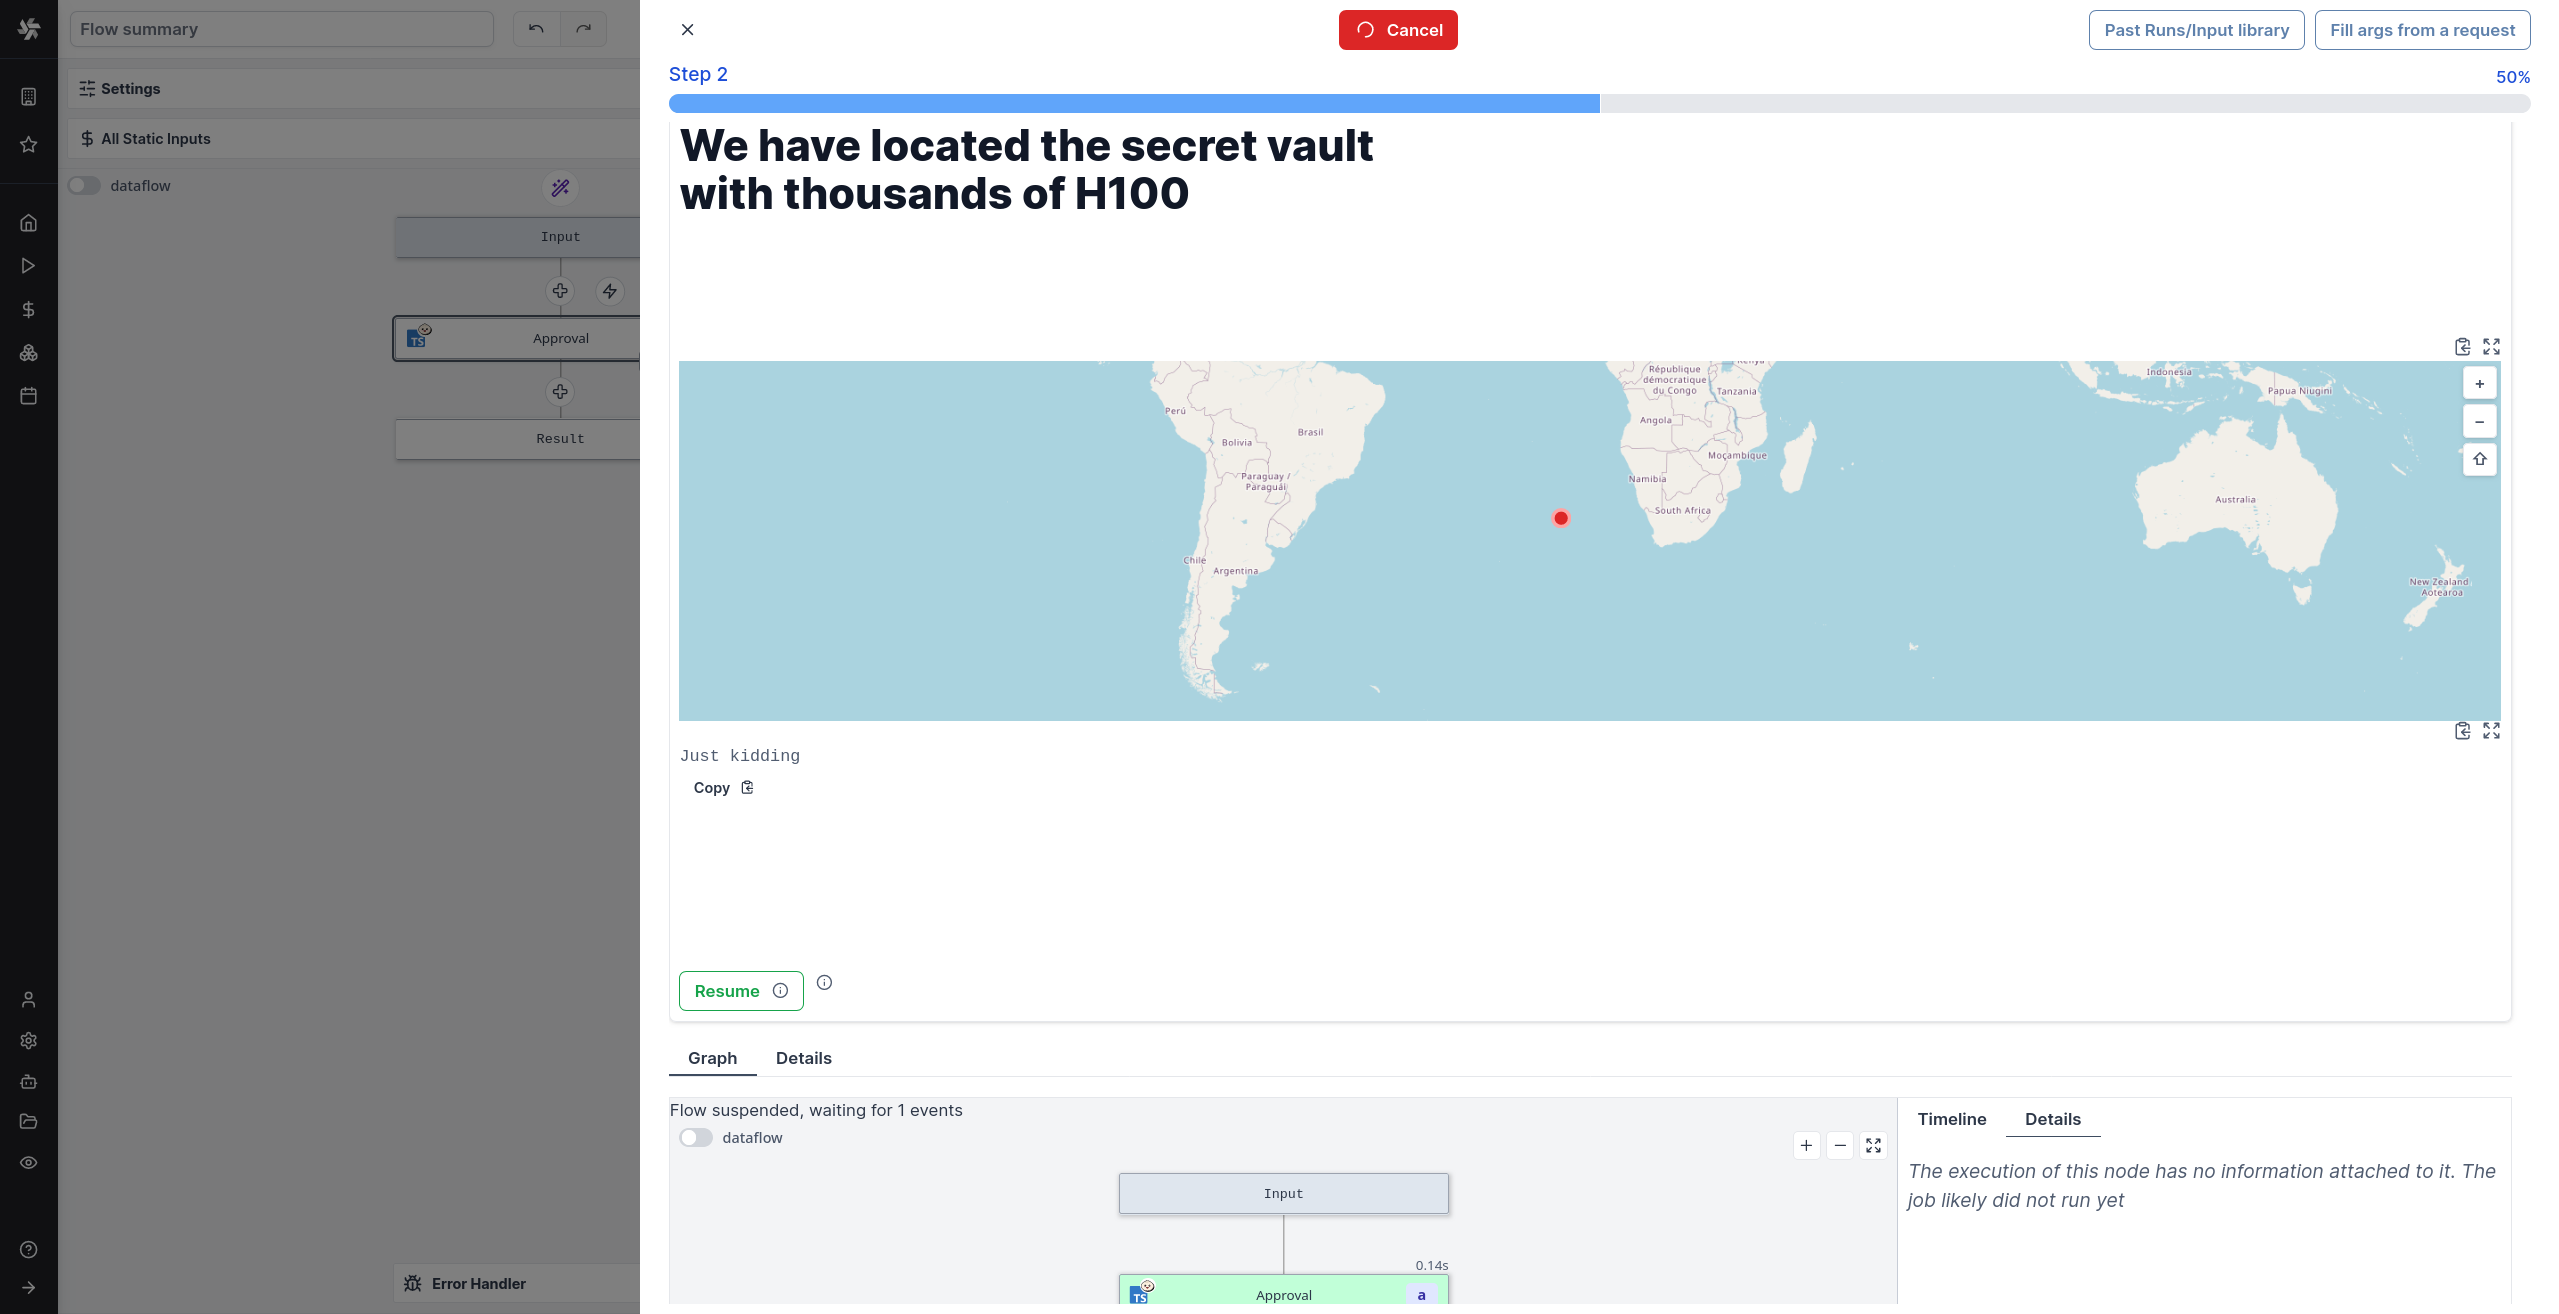 Flow summary
Cancel
Past Runs/Input library
Fill args from a request
Step 2
50%
Settings
All Static Inputs
dataflow
Input
Approval
TS
Result
Error Handler
We have located the secret vault
with thousands of H100
Kenya
République
démocratique
du Congo
Tanzania
Indonesia
Papua Niugini
+
Perú
Angola
Brasil
Bolivia
−
Moçambique
Paraguay /
Paraguái
Namibia
Australia
South Africa
Chile
Argentina
New Zealand
Aotearoa
Just kidding
Copy
Resume
Graph
Details
Flow suspended, waiting for 1 events
dataflow
Timeline
Details
The execution of this node has no information attached to it. The
job likely did not run yet
Input
0.14s
TS
Approval
a